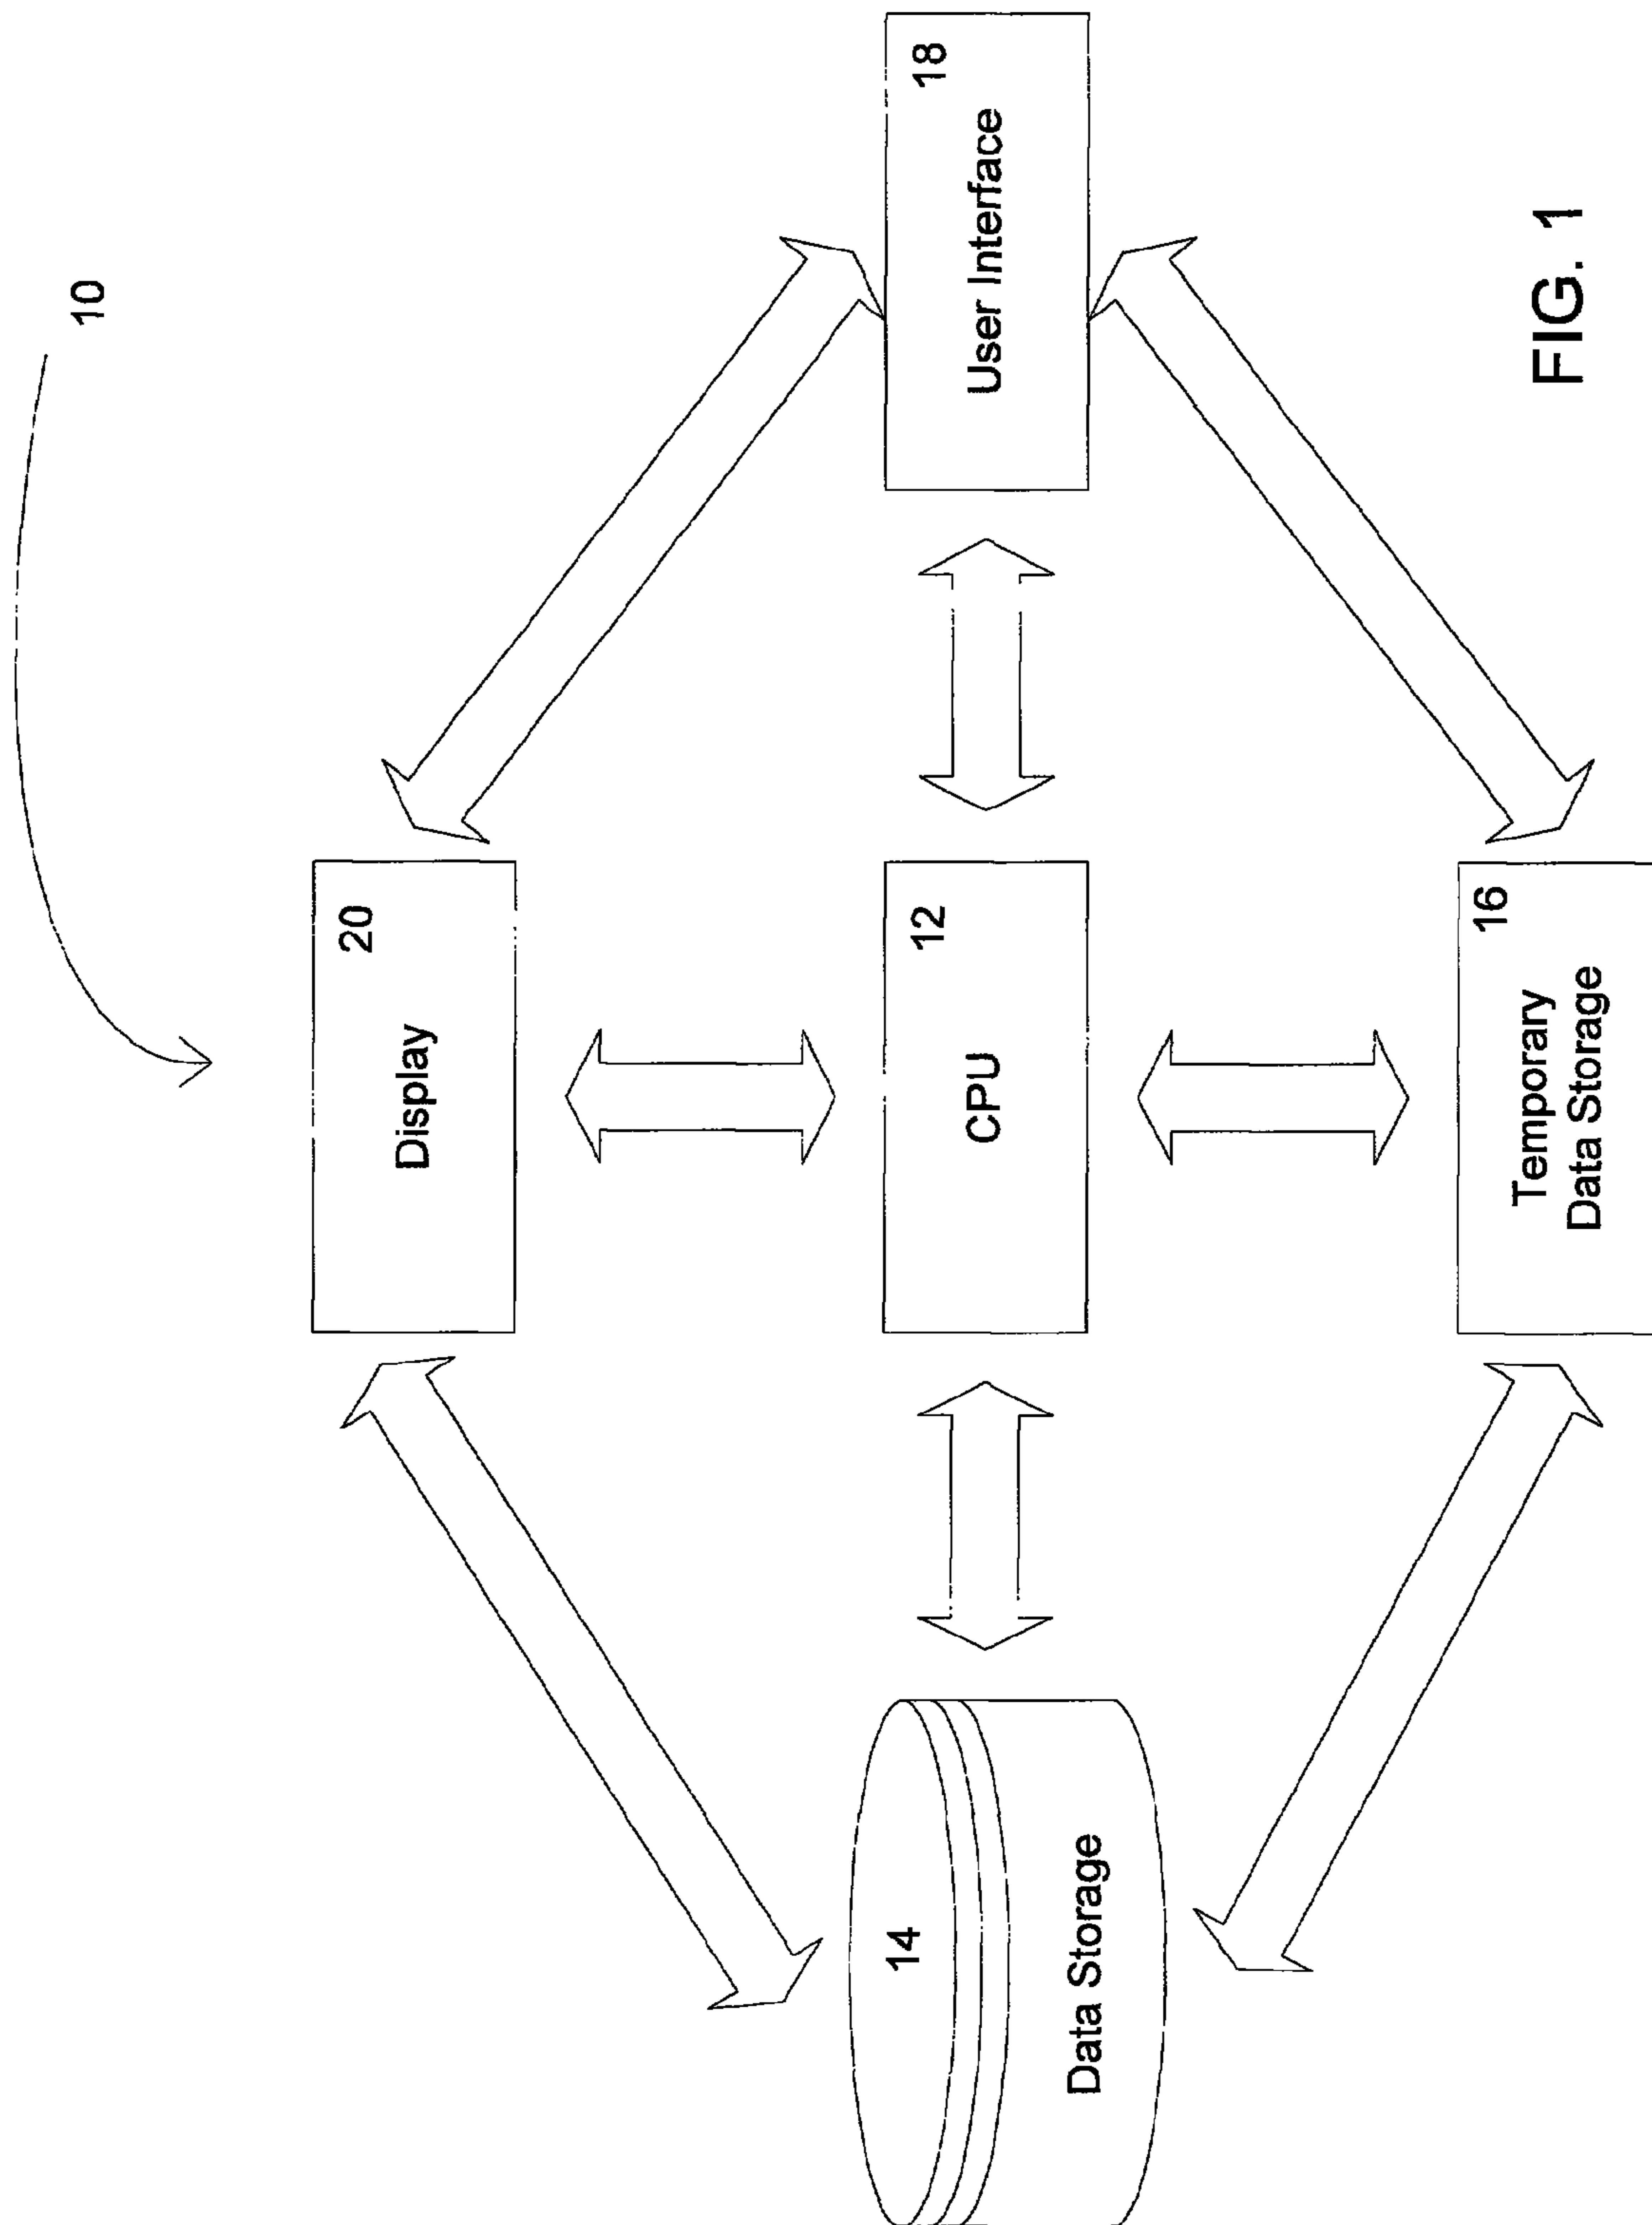 10
20
Display
14
Data Storage
12
CPU
18
User Interface
16
Temporary
Data Storage
FIG. 1